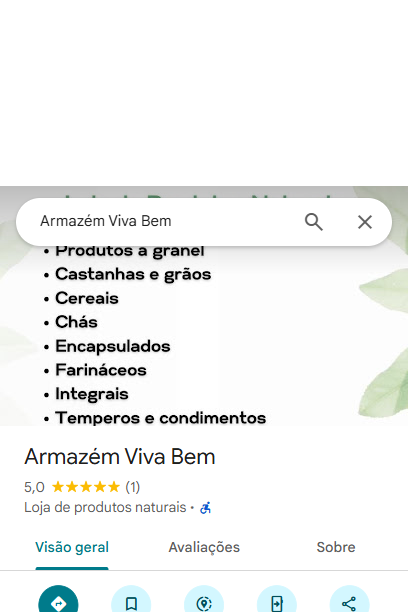 Armazém Viva Bem
• Produtos a granel
• Castanhas e grãos
• Cereais
• Chás
• Encapsulados
• Farináceos
• Integrais
• Temperos e condimentos
Armazém Viva Bem
5,0 ★★★★★ (1)
Loja de produtos naturais ·
Visão geral Avaliações Sobre